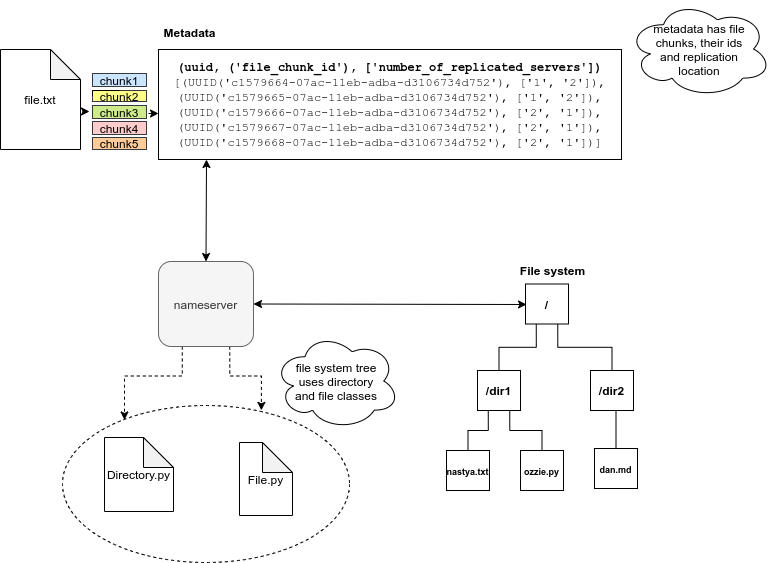 Metadata
metadata has file
chunks, their ids
and replication
location
file.txt
chunk1
chunk2
chunk3
chunk4
chunk5
(uuid, ('file_chunk_id'), ['number_of_replicated_servers'])
[(UUID('c1579664-07ac-11eb-adba-d3106734d752'), ['1', '2']),
(UUID('c1579665-07ac-11eb-adba-d3106734d752'), ['1', '2']),
(UUID('c1579666-07ac-11eb-adba-d3106734d752'), ['2', '1']),
(UUID('c1579667-07ac-11eb-adba-d3106734d752'), ['2', '1']),
(UUID('c1579668-07ac-11eb-adba-d3106734d752'), ['2', '1'])]
nameserver
File system
/
file system tree
uses directory
and file classes
/dir1
/dir2
nastya.txt
ozzie.py
dan.md
Directory.py
File.py